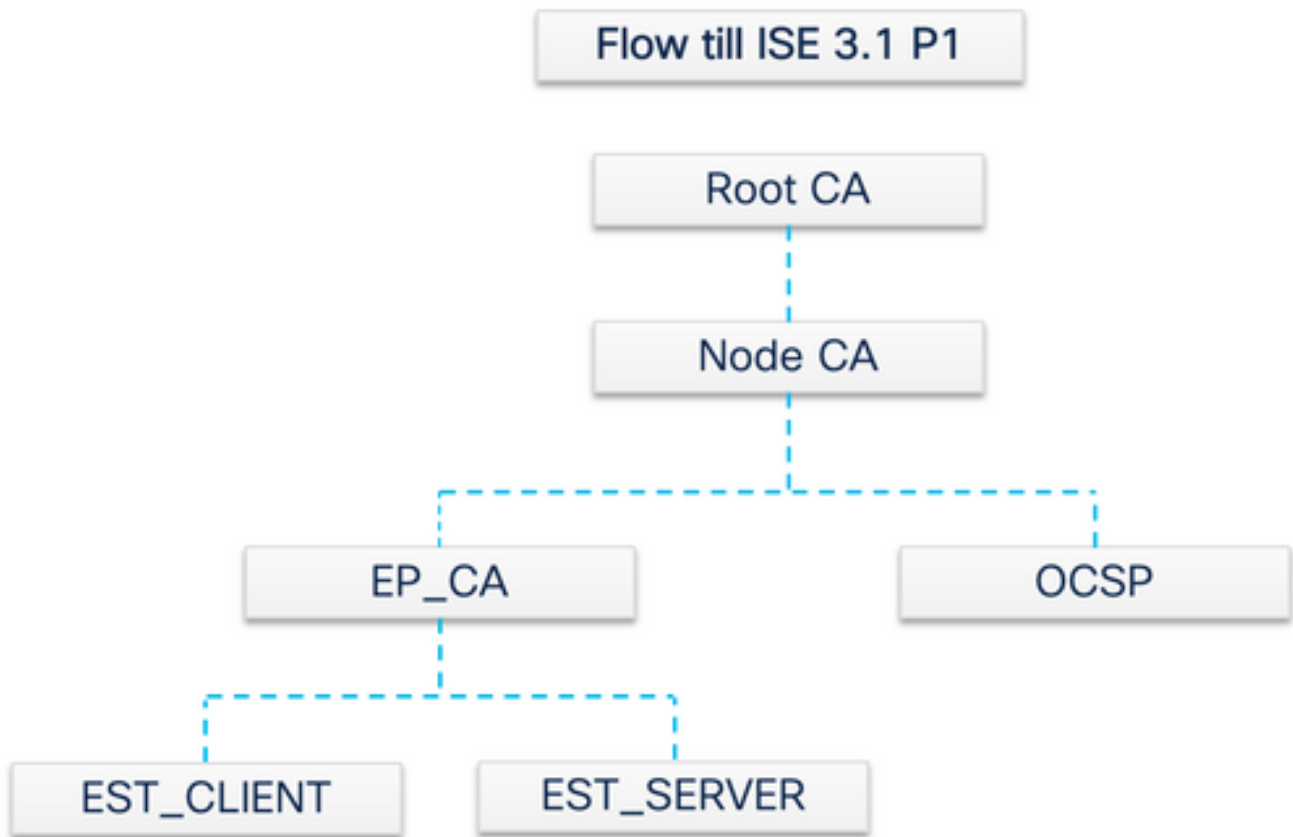 Flow till ISE 3.1 P1
Root CA
Node CA
EP_CA
OCSP
EST_CLIENT
EST_SERVER